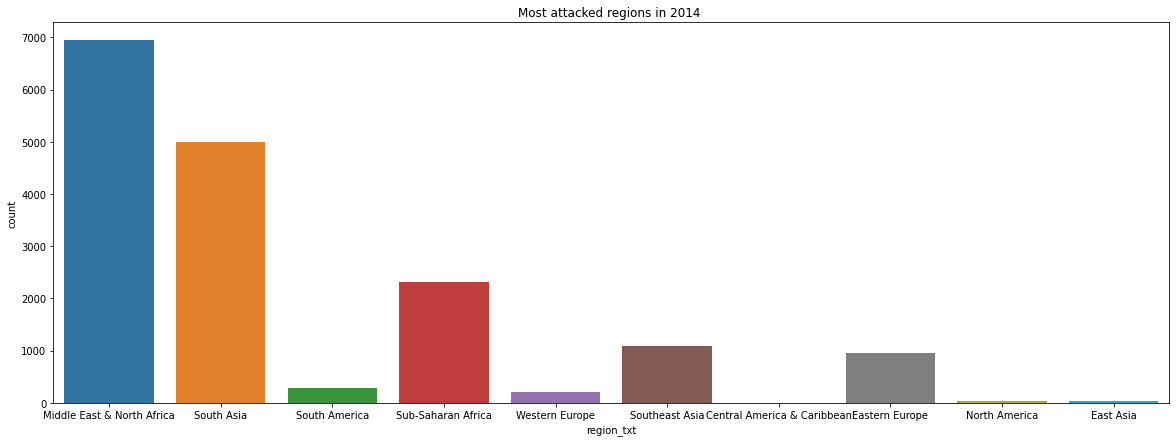 Most attacked regions in 2014
7000
6000
5000
4000
3000
2000
1000
0
count
Middle East & North Africa South Asia South America Sub-Saharan Africa Western Europe Southeast Asia Central America & Caribbean Eastern Europe North America East Asia
region_txt